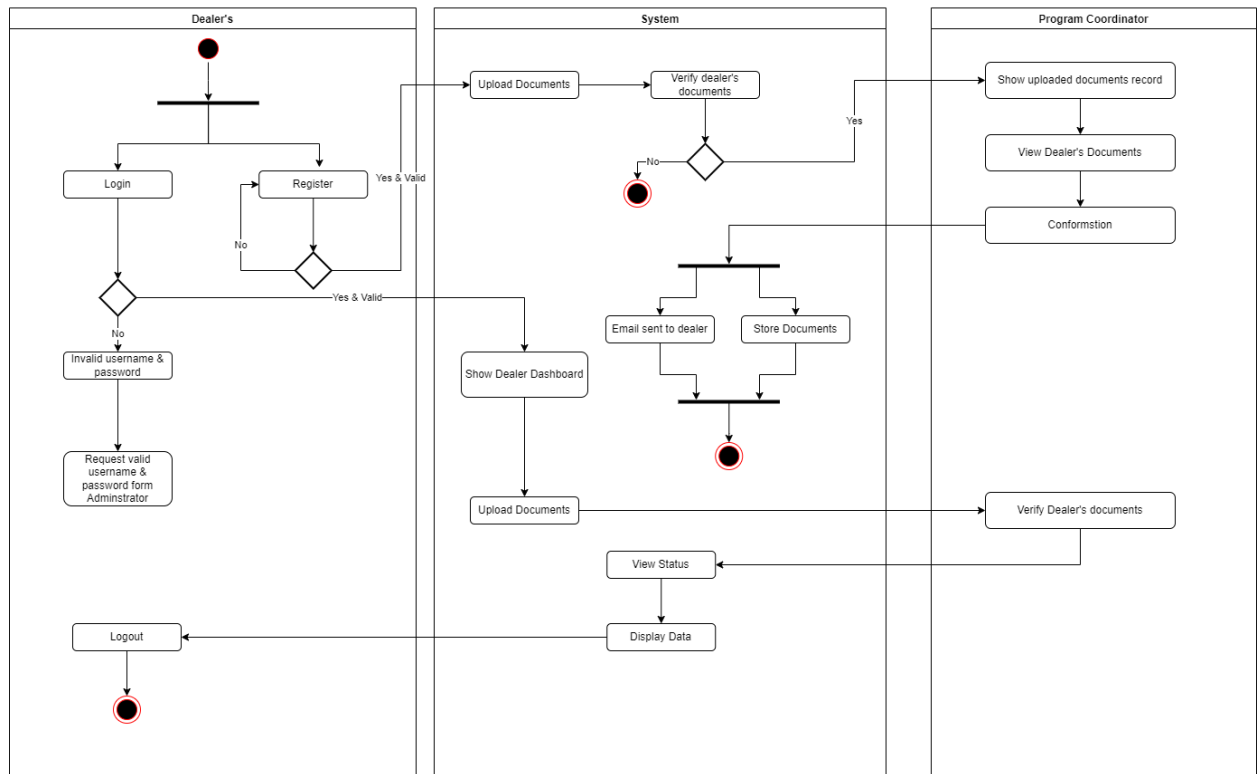 Dealer's
System
Program Coordinator
Upload Documents
Verify dealer's
documents
Show uploaded documents record
Yes
No
View Dealer's Documents
Login
Register
Yes & Valid
Conformstion
No
Yes & Valid
No
Email sent to dealer
Store Documents
Invalid username &
password
Show Dealer Dashboard
Request valid
username &
password form
Adminstrator
Upload Documents
Verify Dealer's documents
View Status
Logout
Display Data